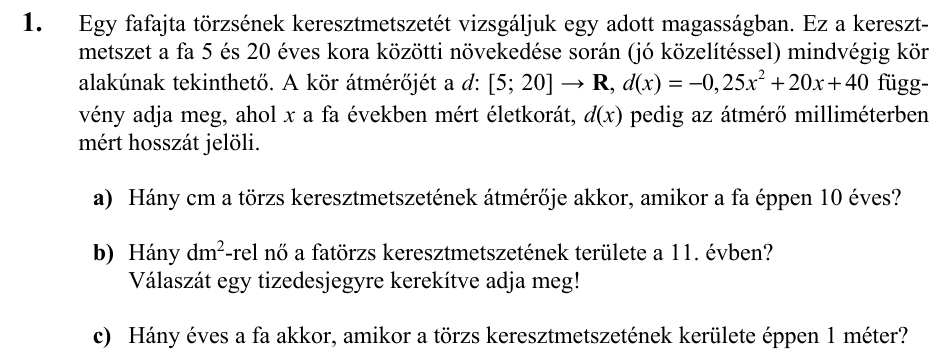 1. Egy fafajta törzsének keresztmetszetét vizsgáljuk egy adott magasságban. Ez a kereszt-
metszet a fa 5 és 20 éves kora közötti növekedése során (jó közelítéssel) mindvégig kör
alakúnak tekinthető. A kör átmérőjét a d: [5; 20] → R, d(x) = −0,25x² + 20x + 40 függ-
vény adja meg, ahol x a fa években mért életkorát, d(x) pedig az átmérő milliméterben
mért hosszát jelöli.
a) Hány cm a törzs keresztmetszetének átmérője akkor, amikor a fa éppen 10 éves?
b) Hány dm²-rel nő a fatörzs keresztmetszetének területe a 11. évben?
Válaszát egy tizedesjegyre kerekítve adja meg!
c) Hány éves a fa akkor, amikor a törzs keresztmetszetének kerülete éppen 1 méter?